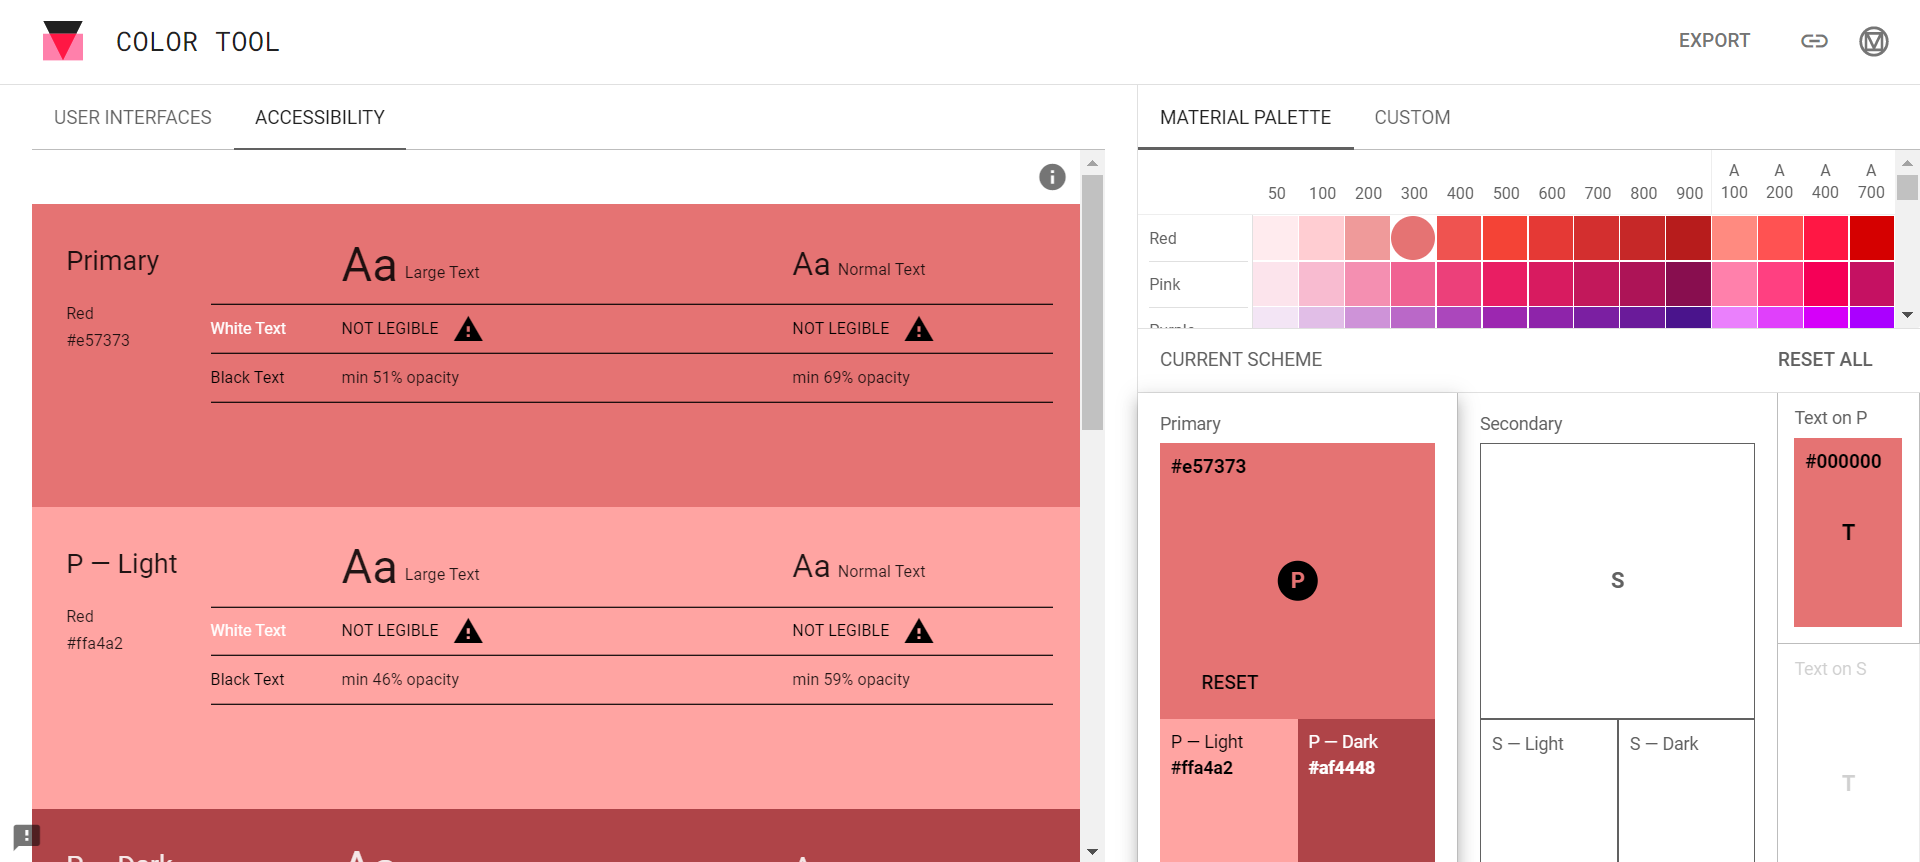 COLOR TOOL
EXPORT
USER INTERFACES
ACCESSIBILITY
MATERIAL PALETTE
CUSTOM
50 100 200 300 400 500 600 700 800 900 A 100 A 200 A 400 A 700
Red
Pink
Purple
Primary
Aa Large Text
Aa Normal Text
Red
#e57373
White Text NOT LEGIBLE NOT LEGIBLE
Black Text min 51% opacity min 69% opacity
P — Light
Aa Large Text
Aa Normal Text
Red
#ffa4a2
White Text NOT LEGIBLE NOT LEGIBLE
Black Text min 46% opacity min 59% opacity
P — Dark
Aa
CURRENT SCHEME
RESET ALL
Primary
#e57373
P
RESET
P — Light
#ffa4a2
P — Dark
#af4448
Secondary
S
S — Light
S — Dark
Text on P
#000000
T
Text on S
T